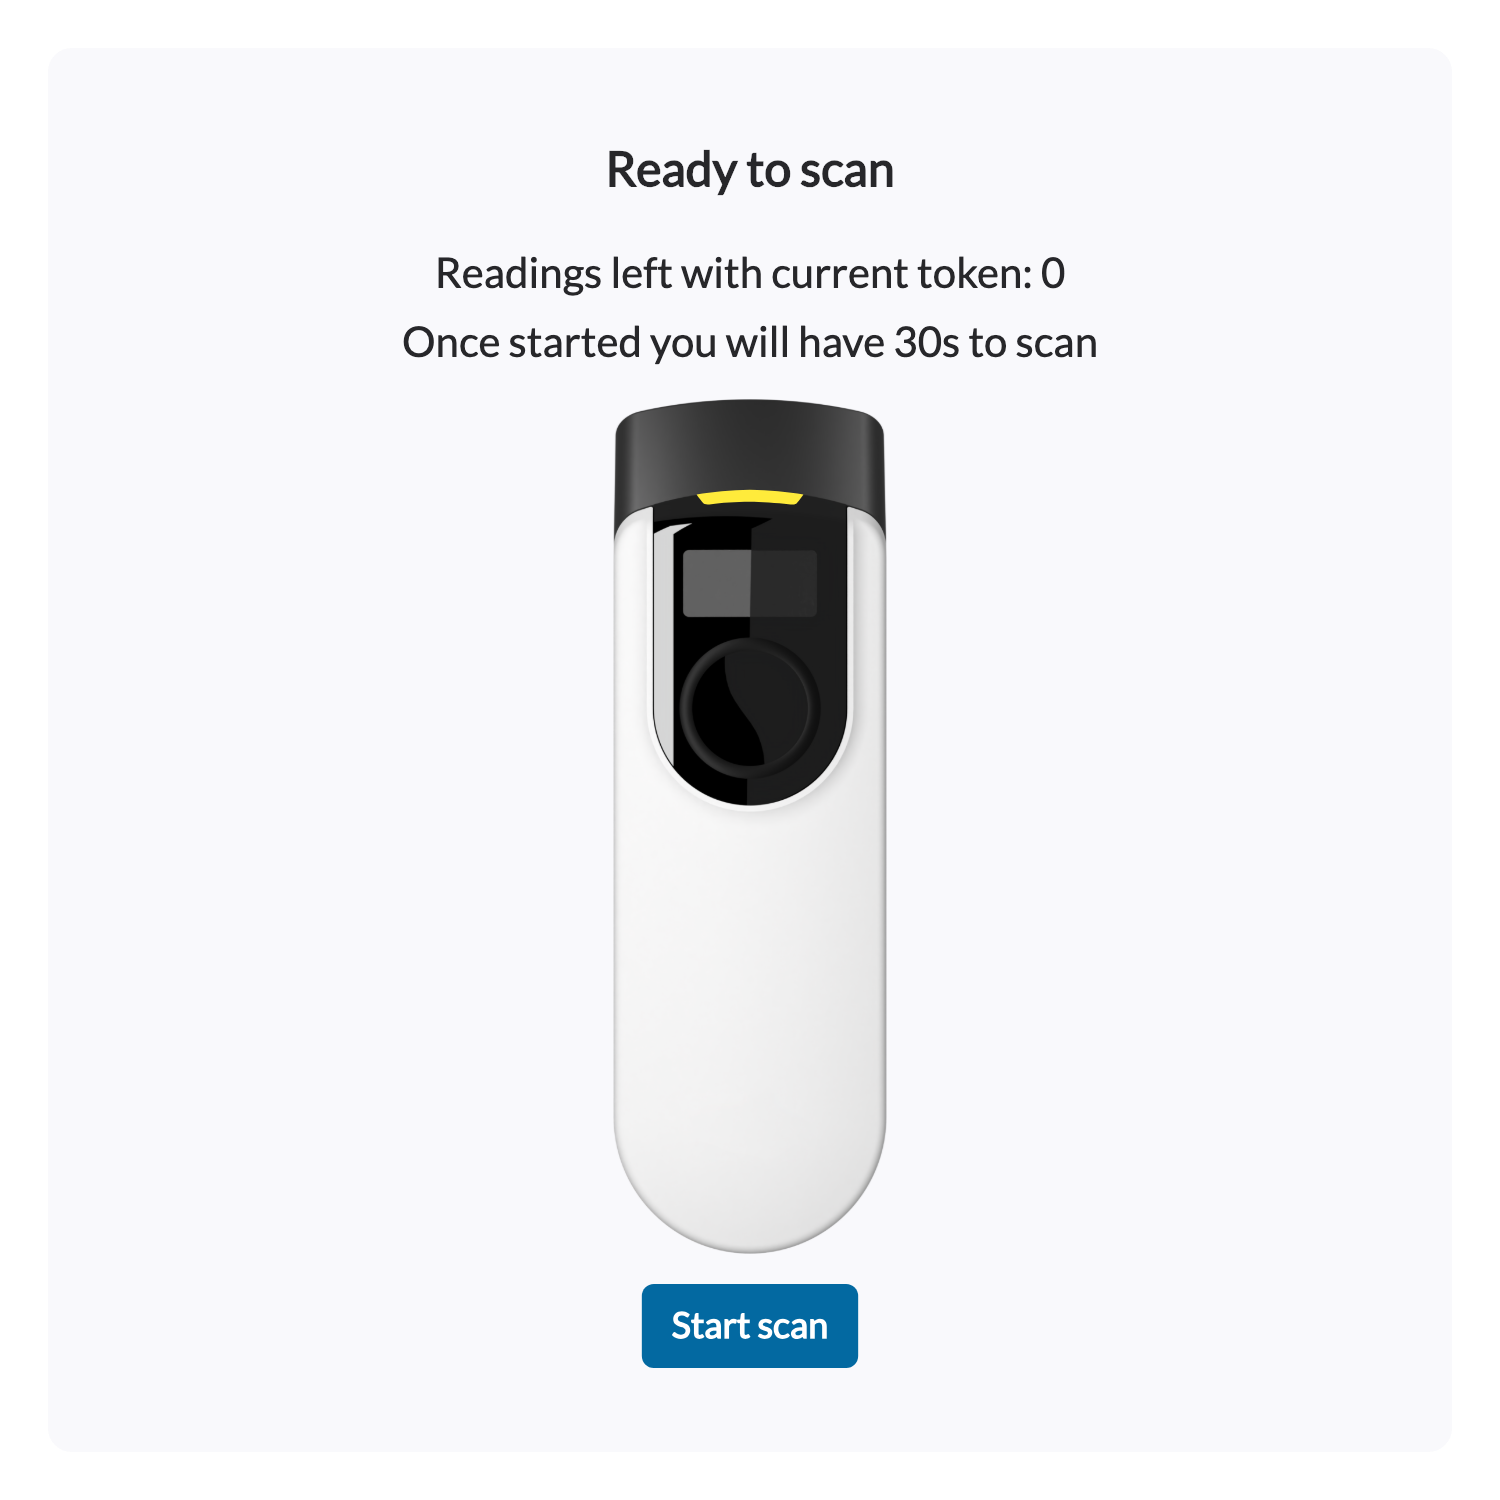 Ready to scan
Readings left with current token: 0
Once started you will have 30s to scan
Start scan